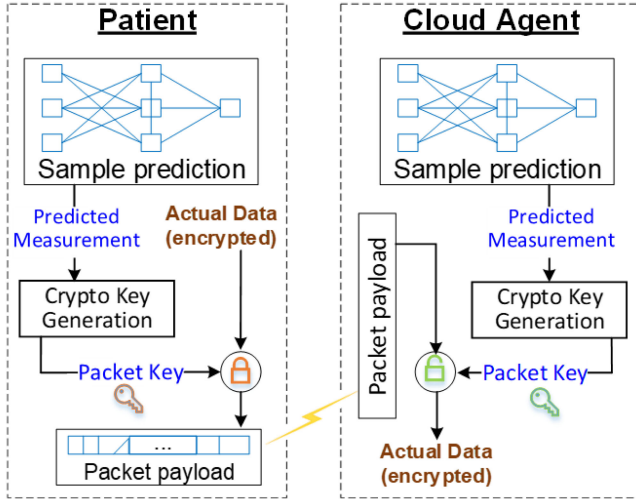 Patient
Sample prediction
Predicted
Measurement
Actual Data
(encrypted)
Crypto Key
Generation
Packet Key
...
Packet payload
Cloud Agent
Sample prediction
Predicted
Measurement
Packet payload
Crypto Key
Generation
Packet Key
Actual Data
(encrypted)